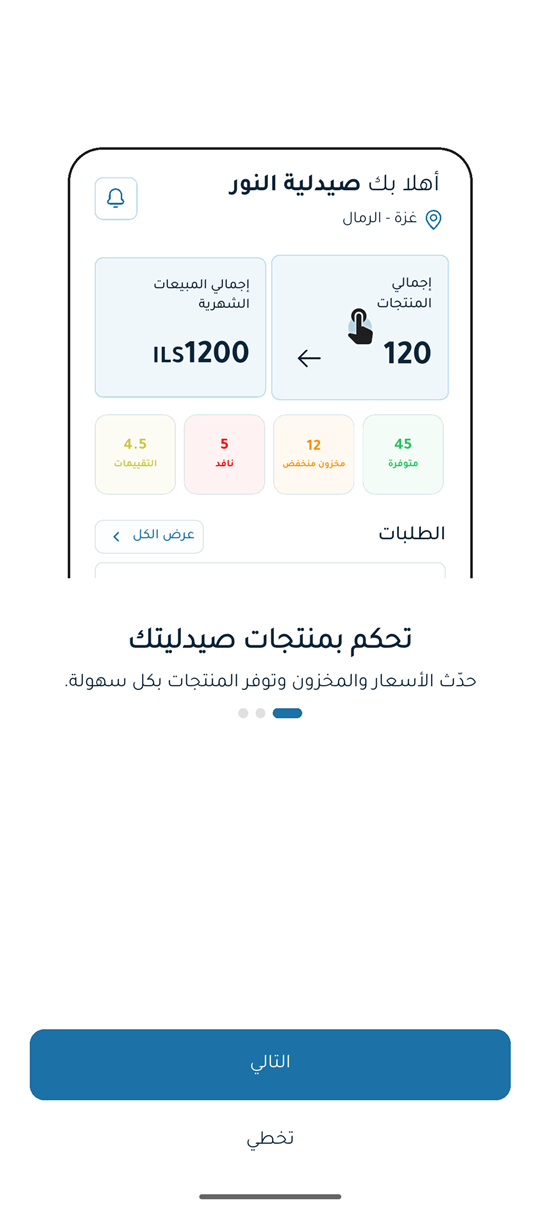 أهلا بك صيدلية النور
غزة - الرمال
إجمالي
المنتجات
120
إجمالي المبيعات
الشهرية
ILS1200
45
متوفرة
12
مخزون منخفض
5
نافد
4.5
التقييمات
الطلبات
عرض الكل
تحكم بمنتجات صيدليتك
حدّث الأسعار والمخزون وتوفر المنتجات بكل سهولة.
التالي
تخطي